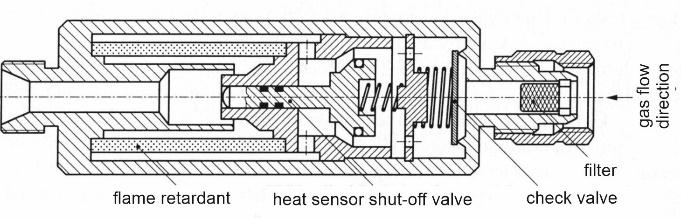 gas flow
direction
filter
flame retardant
heat sensor shut-off valve
check valve